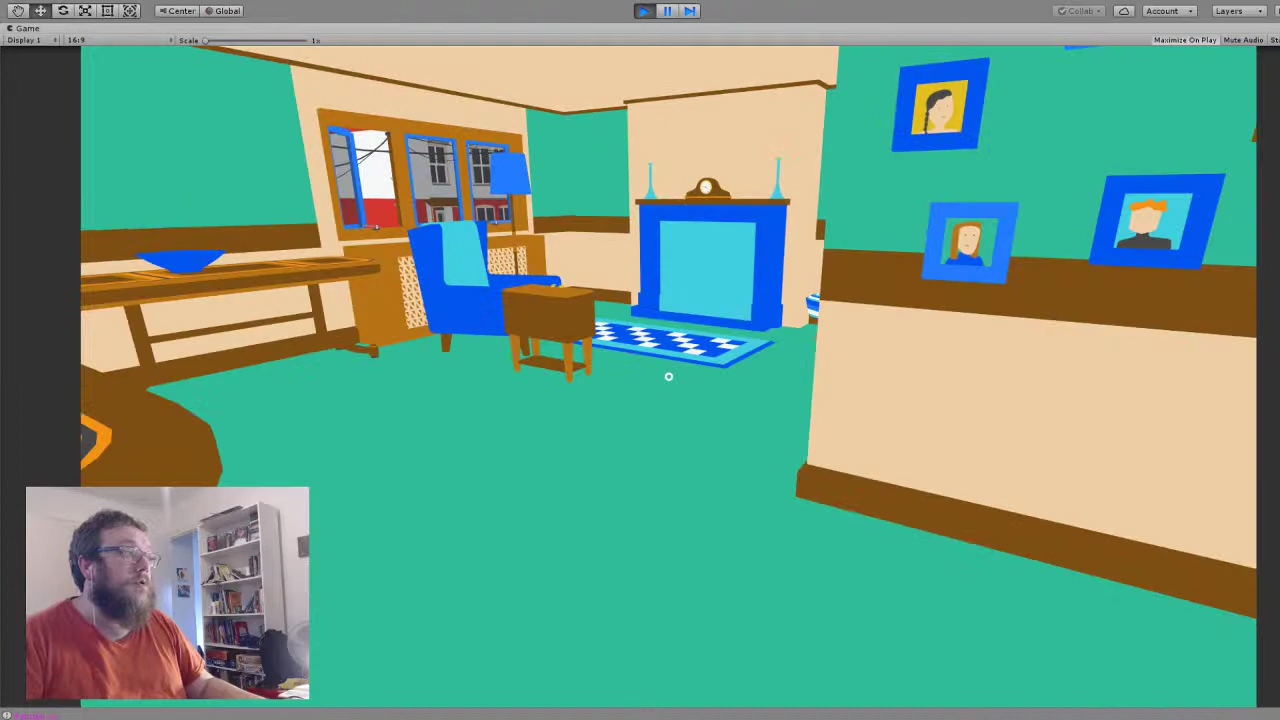 Center Global Collab Account Layers
Game
Display 1 16:9 Scale 1x Maximize On Play Mute Audio